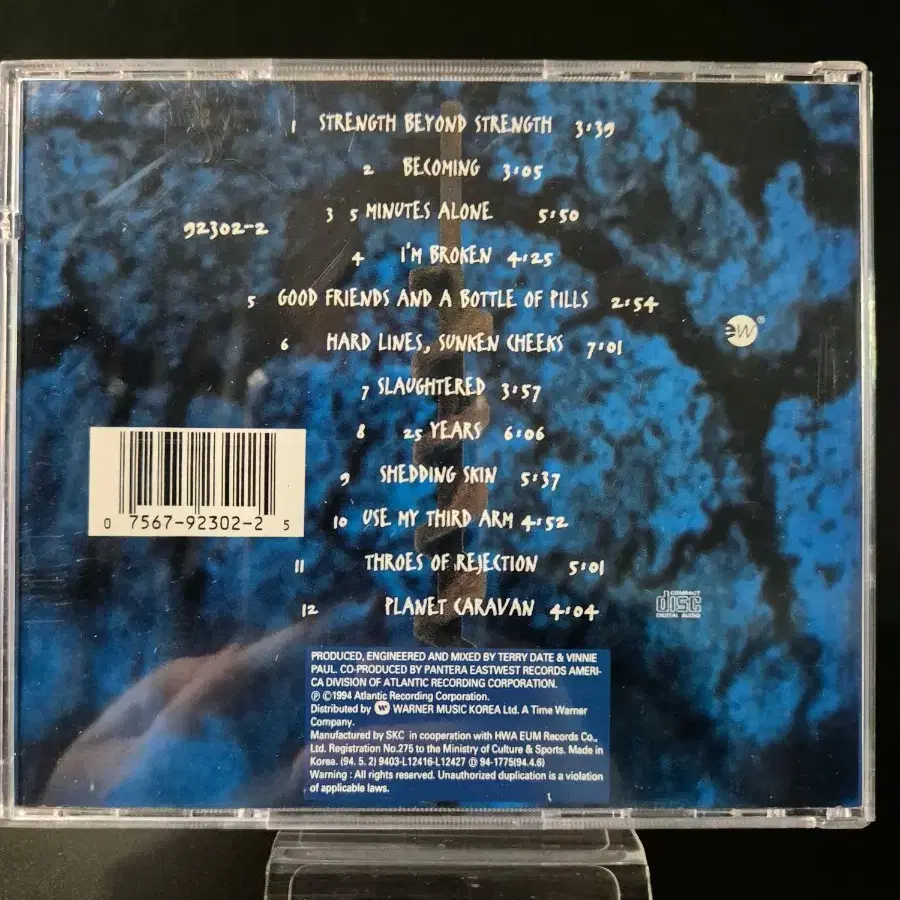 1 STRENGTH BEYOND STRENGTH 3:39
2 BECOMING 3:05
3 5 MINUTES ALONE 5:50
92302-2
4 I'M BROKEN 4:25
5 GOOD FRIENDS AND A BOTTLE OF PILLS 2:54
ew®
6 HARD LINES, SUNKEN CHEEKS 7:01
7 SLAUGHTERED 3:57
8 25 YEARS 6:06
9 SHEDDING SKIN 5:37
0 7567-92302-2 5
10 USE MY THIRD ARM 4:52
11 THROES OF REJECTION 5:01
12 PLANET CARAVAN 4:04
COMPACT
disc
DIGITAL AUDIO
PRODUCED, ENGINEERED AND MIXED BY TERRY DATE & VINNIE
PAUL. CO-PRODUCED BY PANTERA EASTWEST RECORDS AMERI-
CA DIVISION OF ATLANTIC RECORDING CORPORATION.
℗ ©1994 Atlantic Recording Corporation.
Distributed by WARNER MUSIC KOREA Ltd. A Time Warner
Company.
Manufactured by SKC in cooperation with HWA EUM Records Co.,
Ltd. Registration No.275 to the Ministry of Culture & Sports. Made in
Korea. (94. 5. 2) 9403-L12416-L12427 Ⓓ 94-1775(94.4.6)
Warning : All rights reserved. Unauthorized duplication is a violation
of applicable laws.